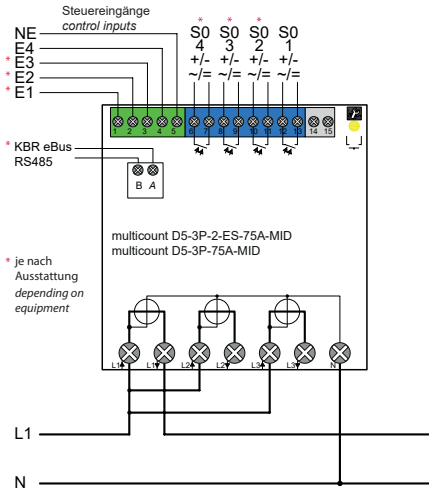 Steuereingänge
control inputs
NE
E4
* E3
* E2
* E1
* * *
S0 S0 S0 S0
4 3 2 1
+/- +/- +/- +/-
~/= ~/= ~/= ~/=
1 2 3 4 5 6 7 8 9 10 11 12 13 14 15
* KBR eBus
RS485
B A
multicount D5-3P-2-ES-75A-MID
multicount D5-3P-75A-MID
* je nach
Ausstattung
depending on
equipment
L1 L1 L2 L2 L3 L3 N
L1
N